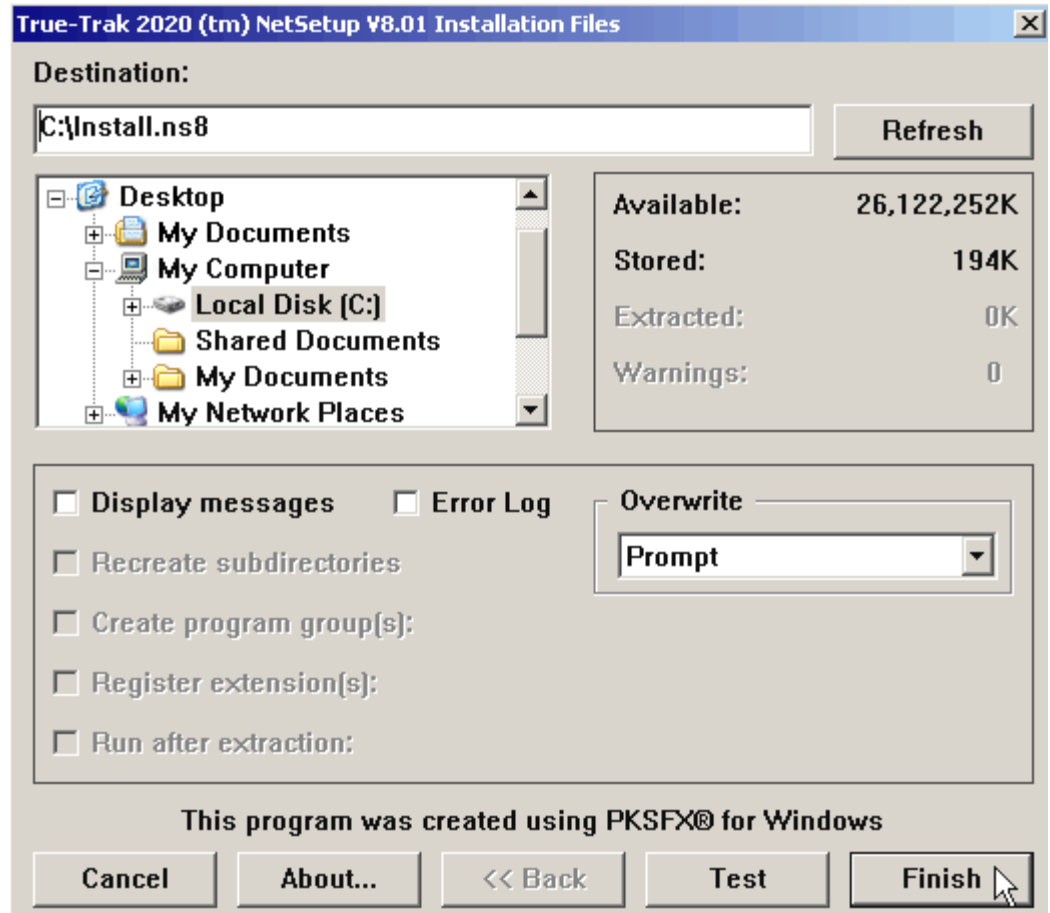 True-Trak 2020 (tm) NetSetup V8.01 Installation Files
Destination:
C:\Install.ns8
Refresh
Desktop
My Documents
My Computer
Local Disk (C:)
Shared Documents
My Documents
My Network Places
Available: 26,122,252K
Stored: 194K
Extracted: 0K
Warnings: 0
Display messages
Error Log
Overwrite
Prompt
Recreate subdirectories
Create program group(s):
Register extension(s):
Run after extraction:
This program was created using PKSFX® for Windows
Cancel
About...
<< Back
Test
Finish